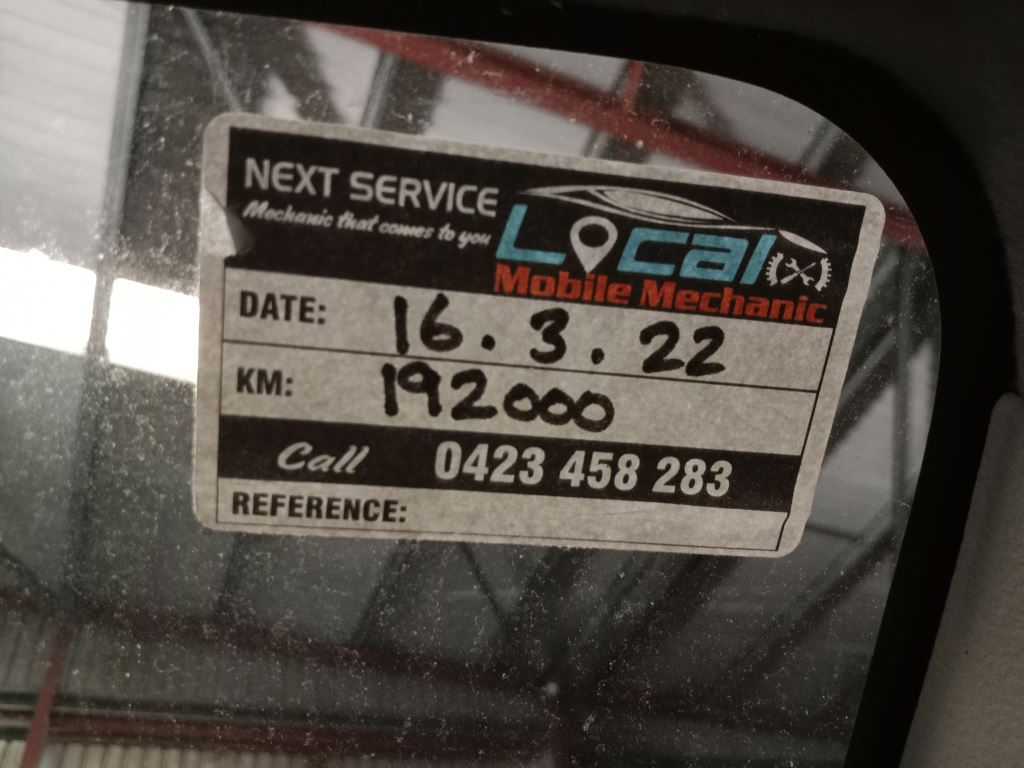 NEXT SERVICE
Mechanic that comes to you
Local
Mobile Mechanic
DATE: 16.3.22
KM: 192000
Call 0423 458 283
REFERENCE: